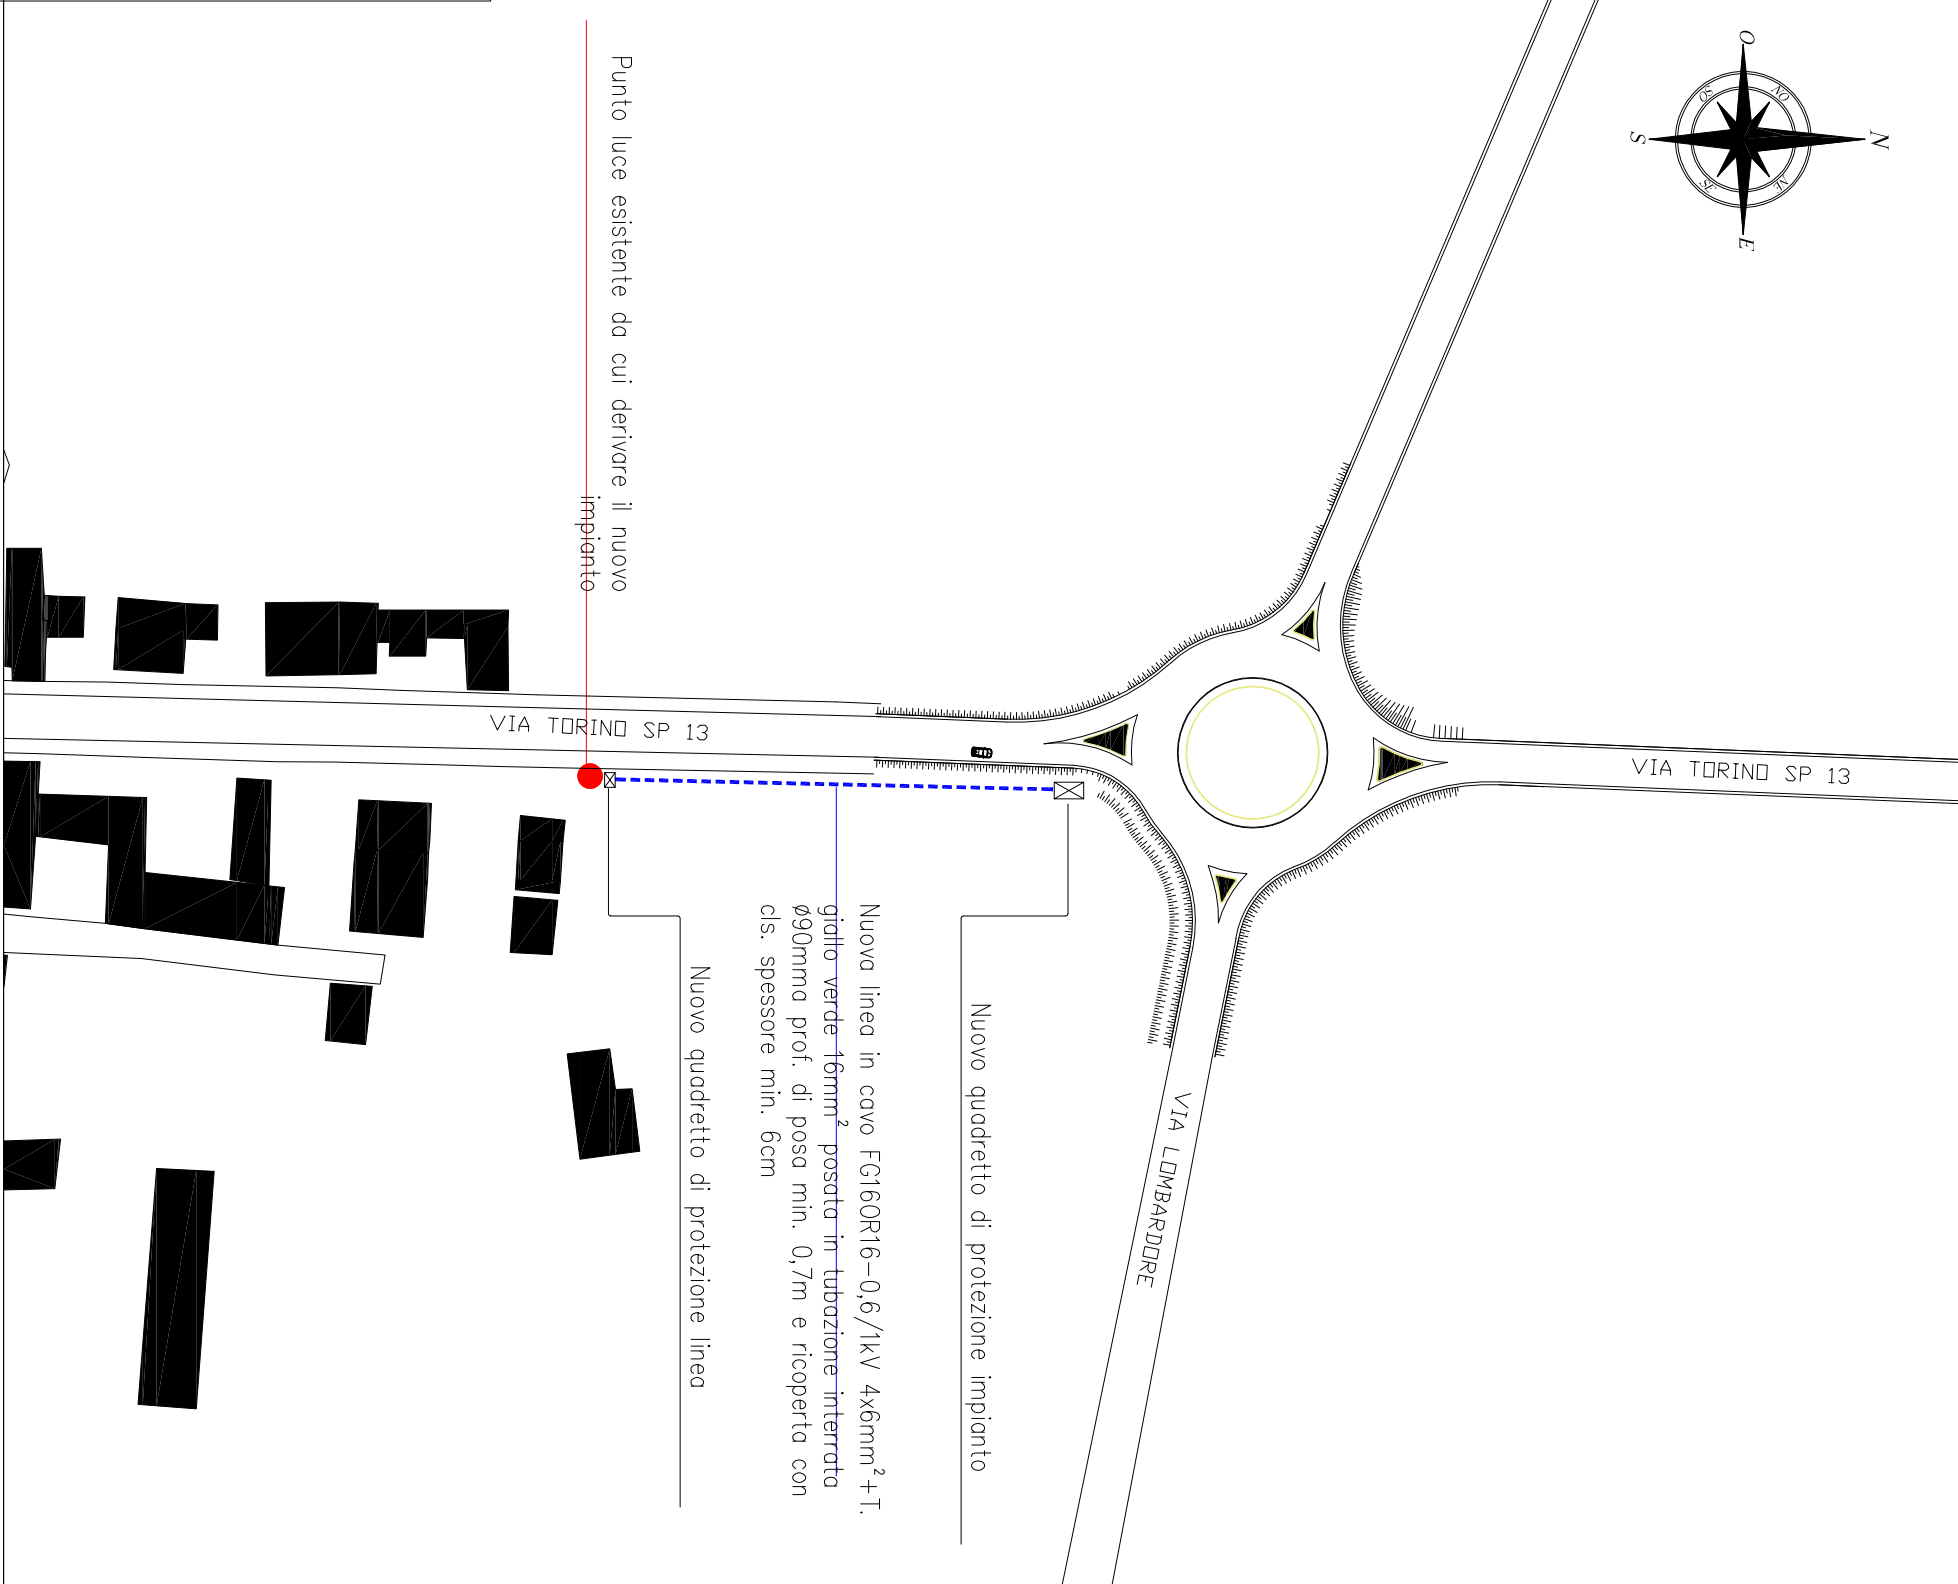 O
NO
N
NE
E
SE
S
SO
Punto luce esistente da cui derivare il nuovo
impianto
VIA TORINO SP 13
VIA TORINO SP 13
VIA LOMBARDORE
Nuovo quadretto di protezione linea
Nuova linea in cavo FG16OR16-0,6/1kV 4x6mm²+T.
giallo verde 16mm² posata in tubazione interrata
ø90mma prof. di posa min. 0,7m e ricoperta con
cls. spessore min. 6cm
Nuovo quadretto di protezione impianto